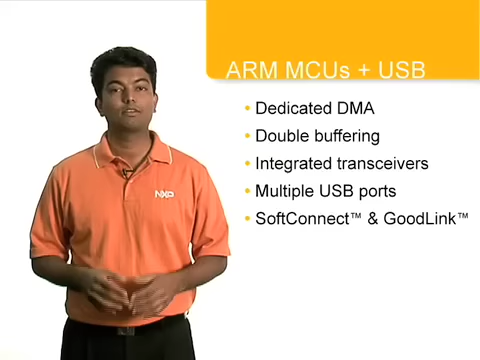 ARM MCUs + USB
• Dedicated DMA
• Double buffering
• Integrated transceivers
• Multiple USB ports
• SoftConnect™ & GoodLink™
NXP